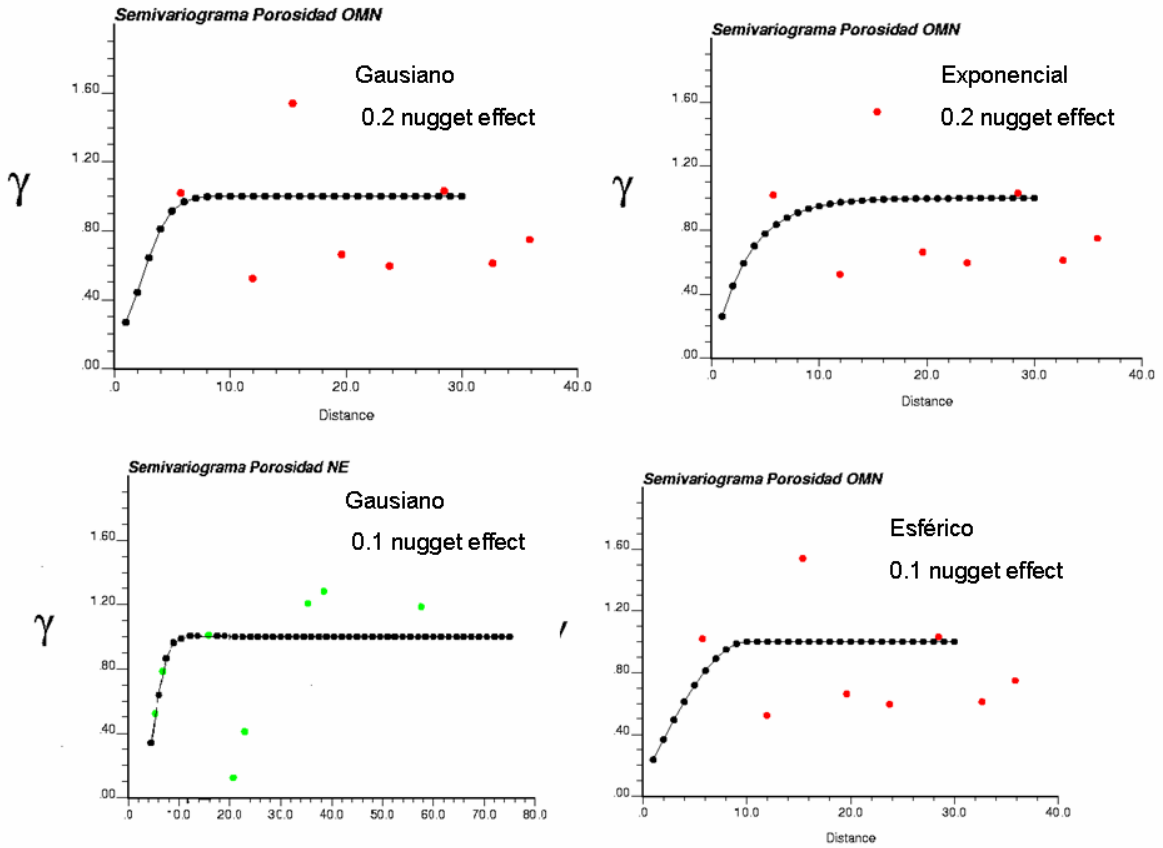 Semivariograma Porosidad OMN
Gausiano
0.2 nugget effect
γ
1.60
1.20
.80
.40
.00
.0 10.0 20.0 30.0 40.0
Distance
Semivariograma Porosidad OMN
Exponencial
0.2 nugget effect
γ
1.60
1.20
.80
.40
.00
.0 10.0 20.0 30.0 40.0
Distance
Semivariograma Porosidad NE
Gausiano
0.1 nugget effect
γ
1.60
1.20
.80
.40
.00
.0 10.0 20.0 30.0 40.0 50.0 60.0 70.0 80.0
Semivariograma Porosidad OMN
Esférico
0.1 nugget effect
1.60
1.20
.80
.40
.00
.0 10.0 20.0 30.0 40.0
Distance